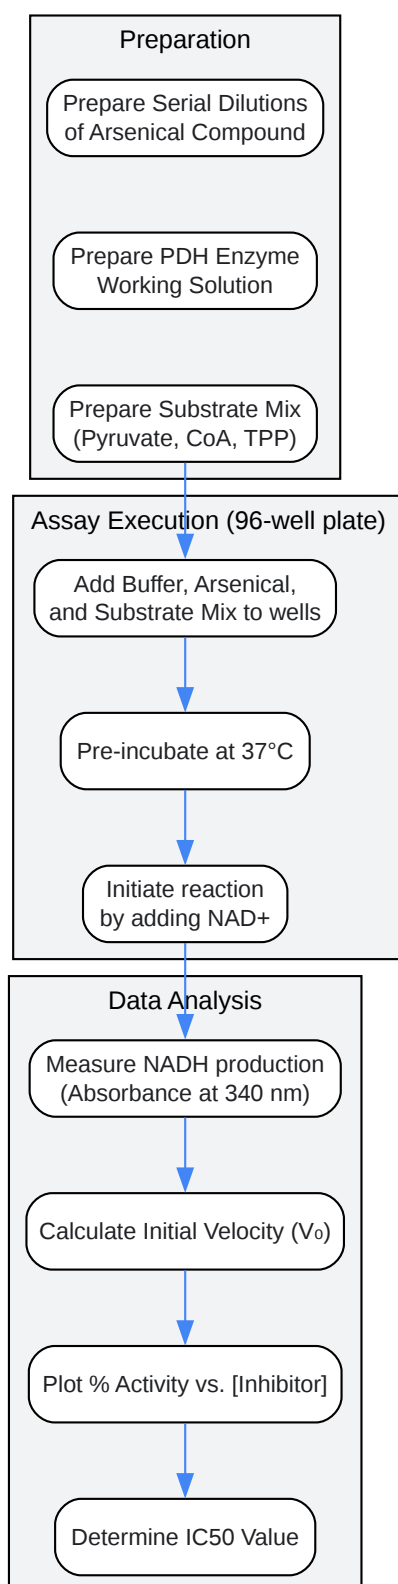 Preparation
Prepare Serial Dilutions
of Arsenical Compound
Prepare PDH Enzyme
Working Solution
Prepare Substrate Mix
(Pyruvate, CoA, TPP)
Assay Execution (96-well plate)
Add Buffer, Arsenical,
and Substrate Mix to wells
Pre-incubate at 37°C
Initiate reaction
by adding NAD+
Data Analysis
Measure NADH production
(Absorbance at 340 nm)
Calculate Initial Velocity (V₀)
Plot % Activity vs. [Inhibitor]
Determine IC50 Value